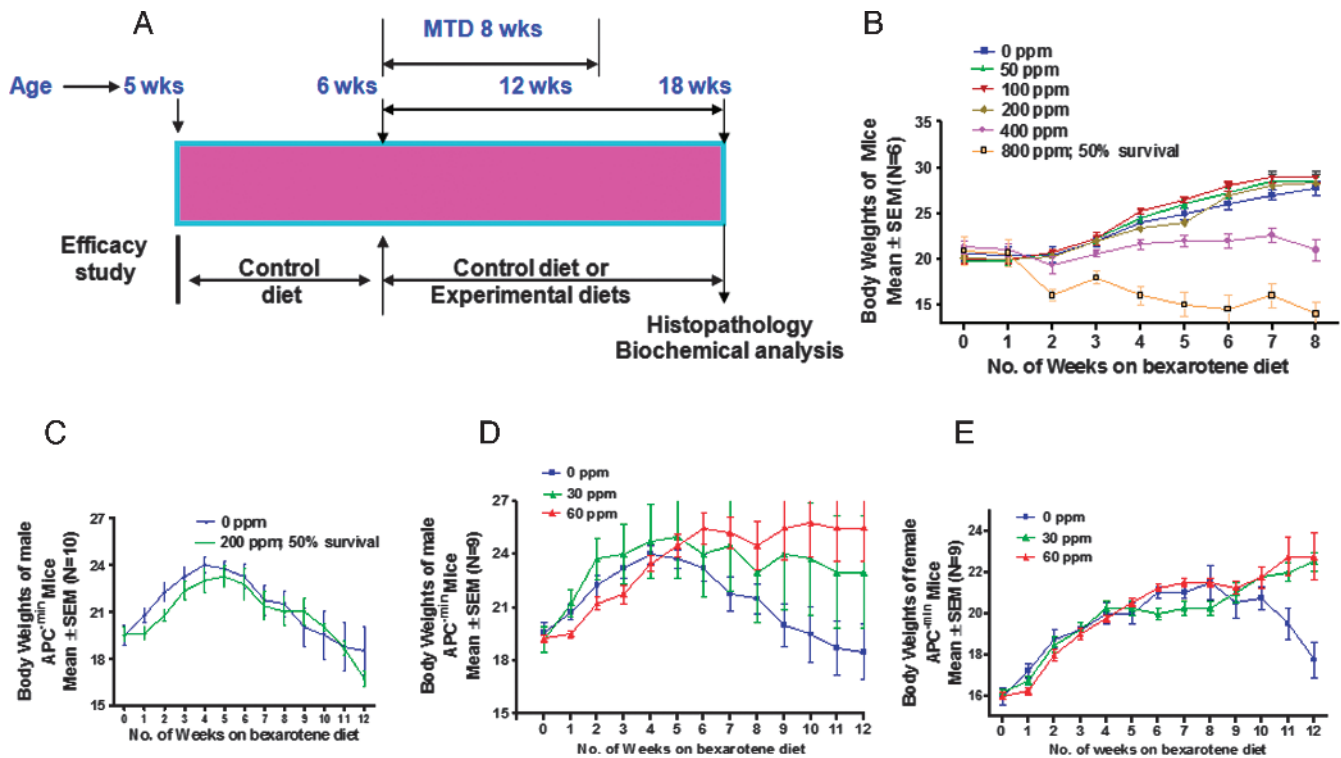 A
MTD 8 wks
Age
5 wks
6 wks
12 wks
18 wks
Efficacy
study
Control
diet
Control diet or
Experimental diets
Histopathology
Biochemical analysis
B
0 ppm
50 ppm
100 ppm
200 ppm
400 ppm
800 ppm; 50% survival
Body Weights of Mice
Mean ± SEM (N=6)
30
25
20
15
0 1 2 3 4 5 6 7 8
No. of Weeks on bexarotene diet
C
0 ppm
200 ppm; 50% survival
Body Weights of male
APC-min Mice
Mean ± SEM (N=10)
27
24
21
18
15
0 1 2 3 4 5 6 7 8 9 10 11 12
No. of Weeks on bexarotene diet
D
0 ppm
30 ppm
60 ppm
Body Weights of male
APC-min Mice
Mean ± SEM (N=9)
27
24
21
18
15
0 1 2 3 4 5 6 7 8 9 10 11 12
No. of Weeks on bexarotene diet
E
0 ppm
30 ppm
60 ppm
Body Weights of female
APC-min Mice
Mean ± SEM (N=9)
24
22
20
18
16
0 1 2 3 4 5 6 7 8 9 10 11 12
No. of weeks on bexarotene diet